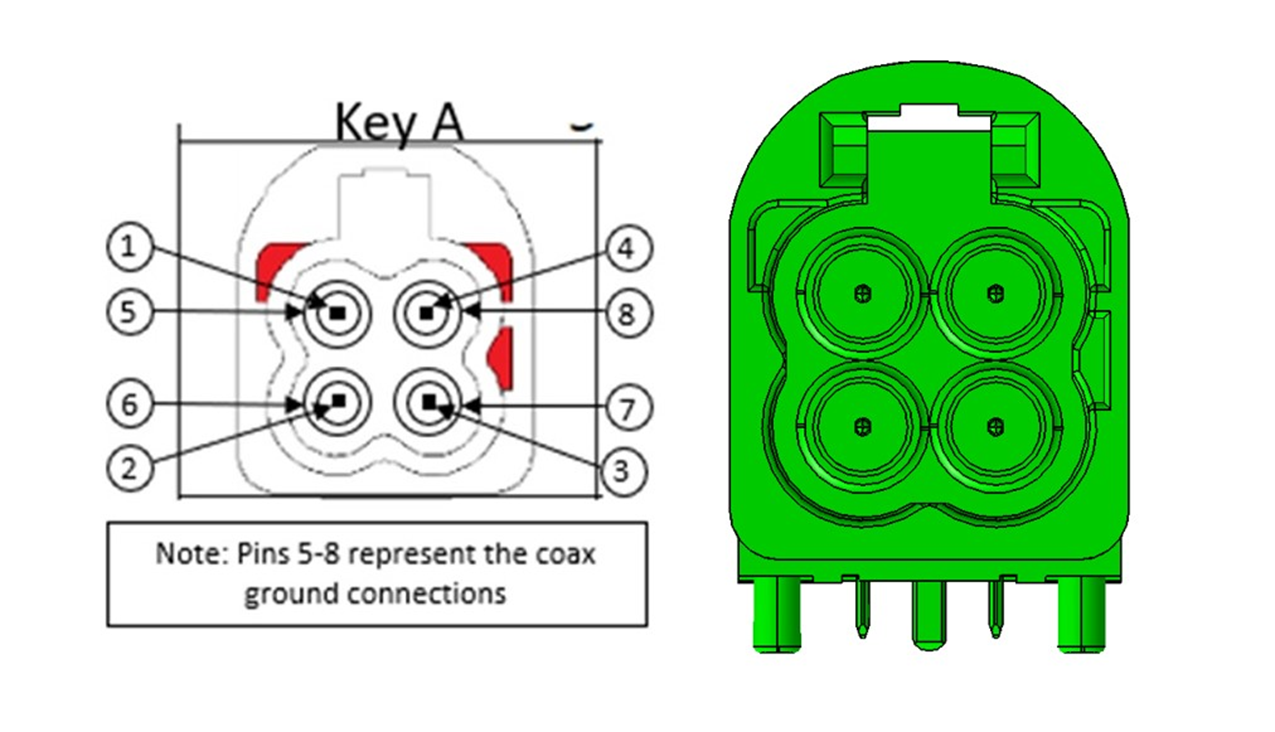 Key A
1
4
5
8
6
7
2
3
Note: Pins 5-8 represent the coax
ground connections